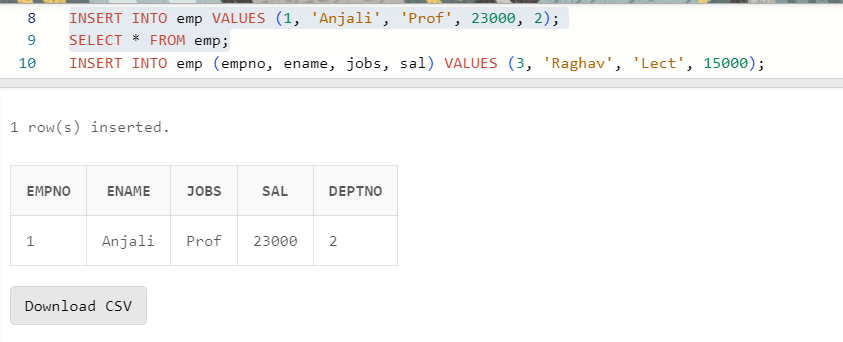 8 INSERT INTO emp VALUES (1, 'Anjali', 'Prof', 23000, 2);
9 SELECT * FROM emp;
10 INSERT INTO emp (empno, ename, jobs, sal) VALUES (3, 'Raghav', 'Lect', 15000);
1 row(s) inserted.
EMPNO ENAME JOBS SAL DEPTNO
1 Anjali Prof 23000 2
Download CSV